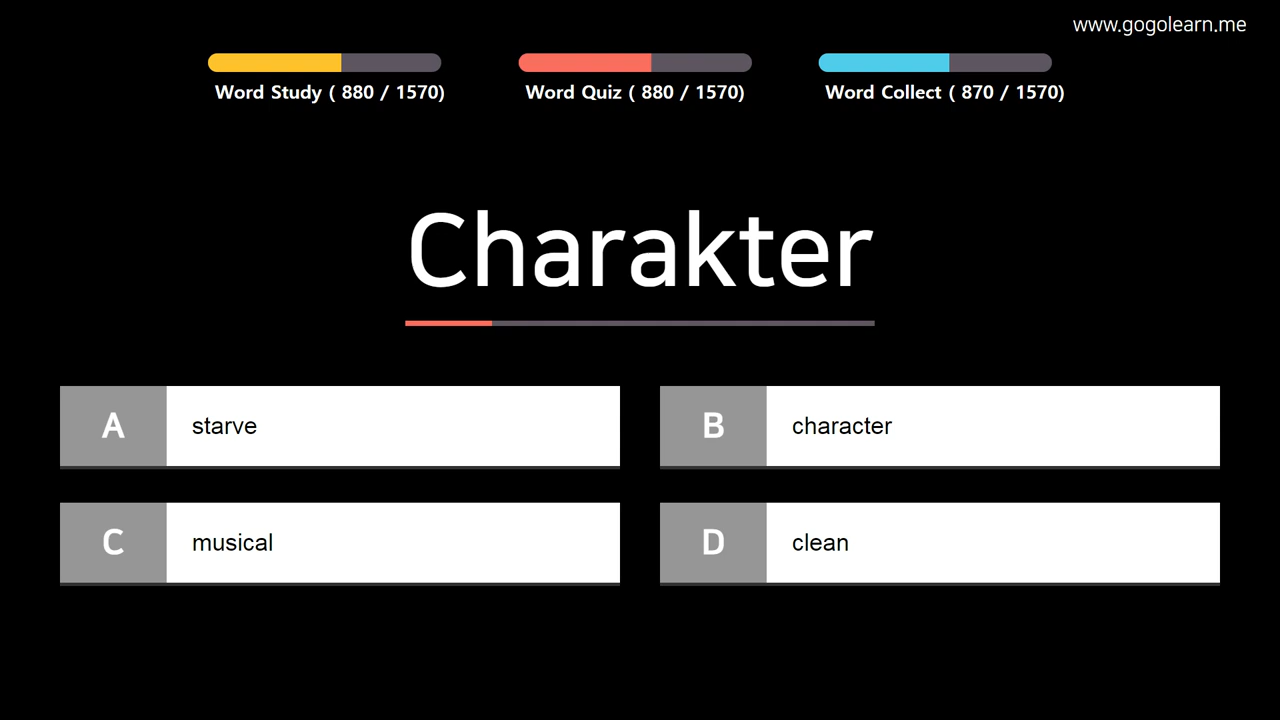 www.gogolearn.me
Word Study ( 880 / 1570)
Word Quiz ( 880 / 1570)
Word Collect ( 870 / 1570)
Charakter
A
starve
B
character
C
musical
D
clean